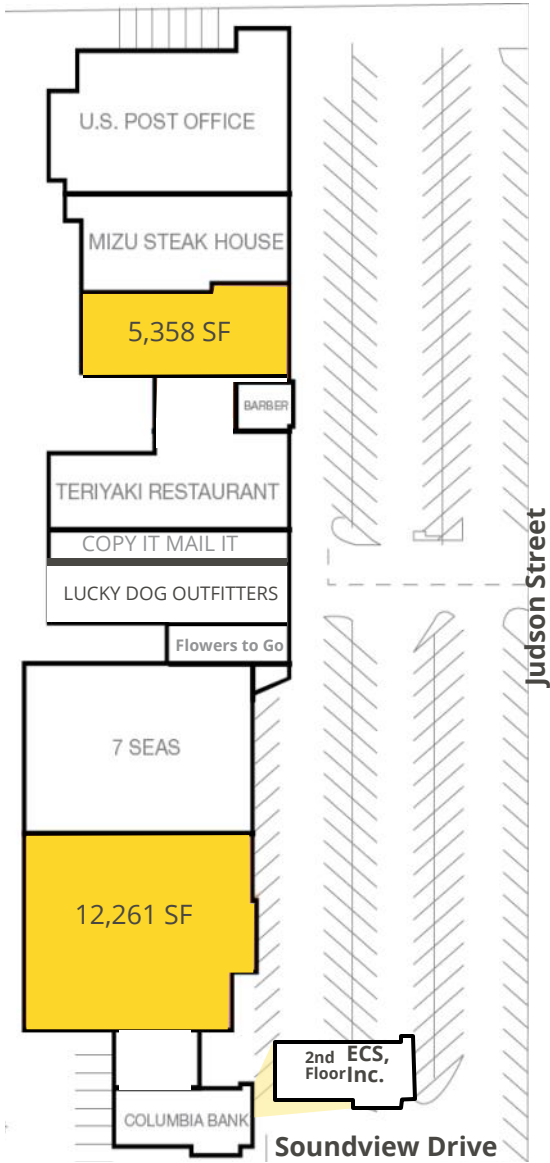 U.S. POST OFFICE
MIZU STEAK HOUSE
5,358 SF
BARBER
TERIYAKI RESTAURANT
COPY IT MAIL IT
LUCKY DOG OUTFITTERS
Flowers to Go
7 SEAS
12,261 SF
2nd Floor
ECS, Inc.
COLUMBIA BANK
Soundview Drive
Judson Street